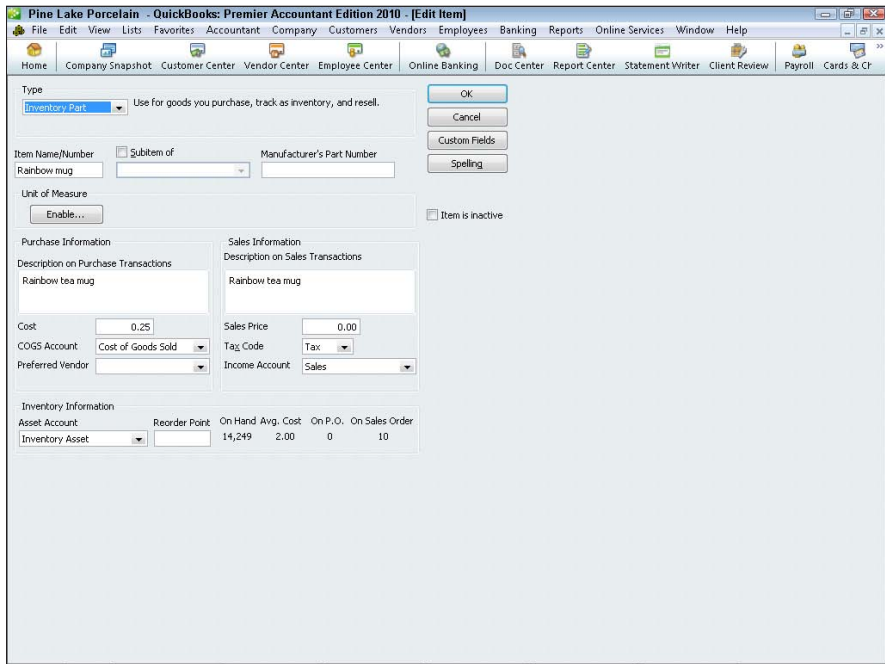 Pine Lake Porcelain - QuickBooks: Premier Accountant Edition 2010 - [Edit Item]
File Edit View Lists Favorites Accountant Company Customers Vendors Employees Banking Reports Online Services Window Help
Home Company Snapshot Customer Center Vendor Center Employee Center Online Banking Doc Center Report Center Statement Writer Client Review Payroll Cards & Ch »
Type
Inventory Part Use for goods you purchase, track as inventory, and resell.
OK
Cancel
Custom Fields
Spelling
Item Name/Number Subitem of Manufacturer's Part Number
Rainbow mug
Unit of Measure
Enable...
Item is inactive
Purchase Information
Description on Purchase Transactions
Rainbow tea mug
Cost 0.25
COGS Account Cost of Goods Sold
Preferred Vendor
Sales Information
Description on Sales Transactions
Rainbow tea mug
Sales Price 0.00
Tax Code Tax
Income Account Sales
Inventory Information
Asset Account Reorder Point On Hand Avg. Cost On P.O. On Sales Order
Inventory Asset 14,249 2.00 0 10